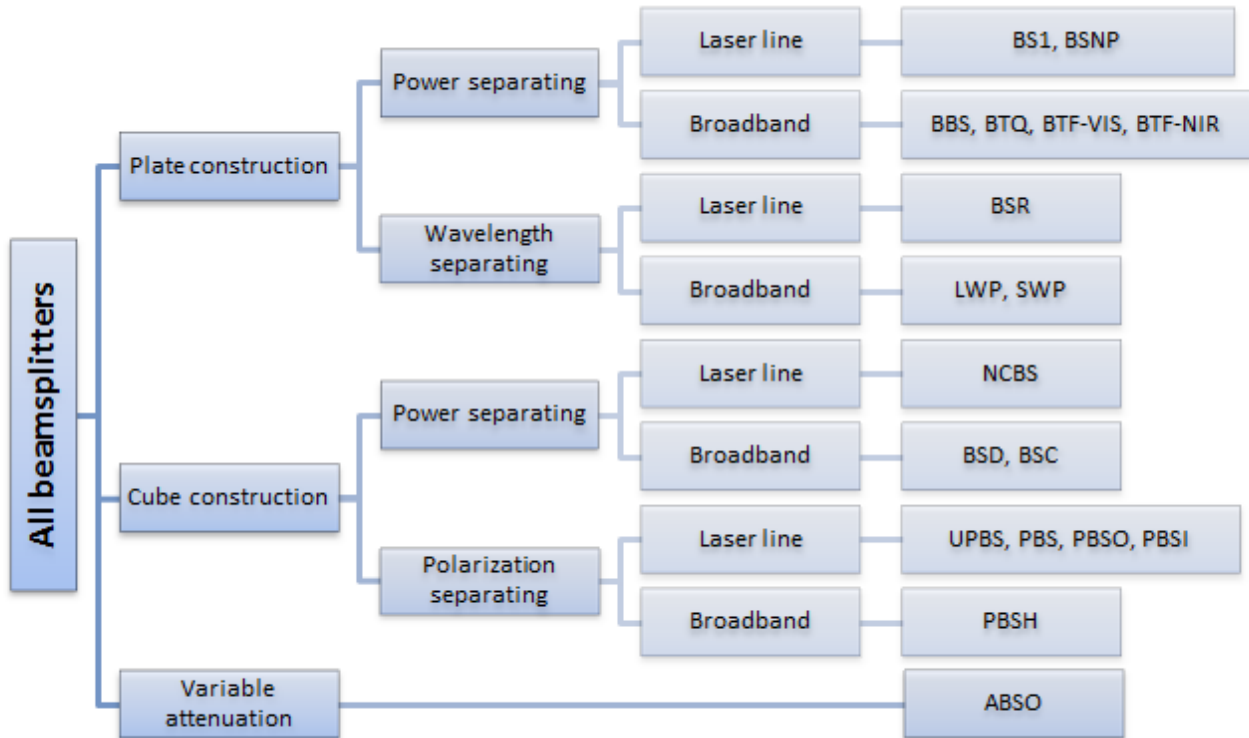 All beamsplitters
Plate construction
Power separating
Laser line
BS1, BSNP
Broadband
BBS, BTQ, BTF-VIS, BTF-NIR
Wavelength
separating
Laser line
BSR
Broadband
LWP, SWP
Cube construction
Power separating
Laser line
NCBS
Broadband
BSD, BSC
Polarization
separating
Laser line
UPBS, PBS, PBSO, PBSI
Broadband
PBSH
Variable
attenuation
ABSO